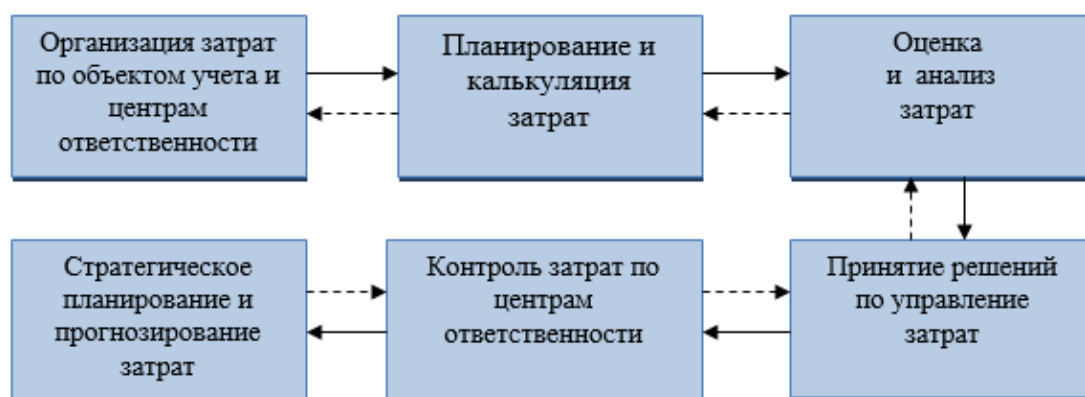 Организация затрат
по объектом учета и
центрам
ответственности
Планирование и
калькуляция
затрат
Оценка
и анализ
затрат
Стратегическое
планирование и
прогнозирование
затрат
Контроль затрат по
центрам
ответственности
Принятие решений
по управление
затрат